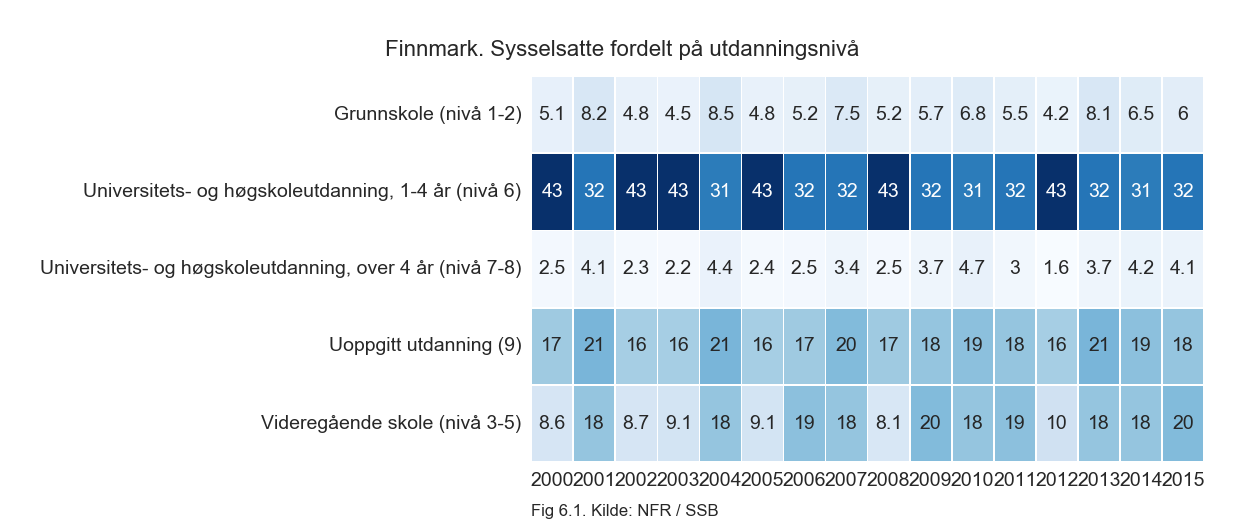 Finnmark. Sysselsatte fordelt på utdanningsnivå
Grunnskole (nivå 1-2) 5.1 8.2 4.8 4.5 8.5 4.8 5.2 7.5 5.2 5.7 6.8 5.5 4.2 8.1 6.5 6
Universitets- og høgskoleutdanning, 1-4 år (nivå 6) 43 32 43 43 31 43 32 32 43 32 31 32 43 32 31 32
Universitets- og høgskoleutdanning, over 4 år (nivå 7-8) 2.5 4.1 2.3 2.2 4.4 2.4 2.5 3.4 2.5 3.7 4.7 3 1.6 3.7 4.2 4.1
Uoppgitt utdanning (9) 17 21 16 16 21 16 17 20 17 18 19 18 16 21 19 18
Videregående skole (nivå 3-5) 8.6 18 8.7 9.1 18 9.1 19 18 8.1 20 18 19 10 18 18 20
2000 2001 2002 2003 2004 2005 2006 2007 2008 2009 2010 2011 2012 2013 2014 2015
Fig 6.1. Kilde: NFR / SSB